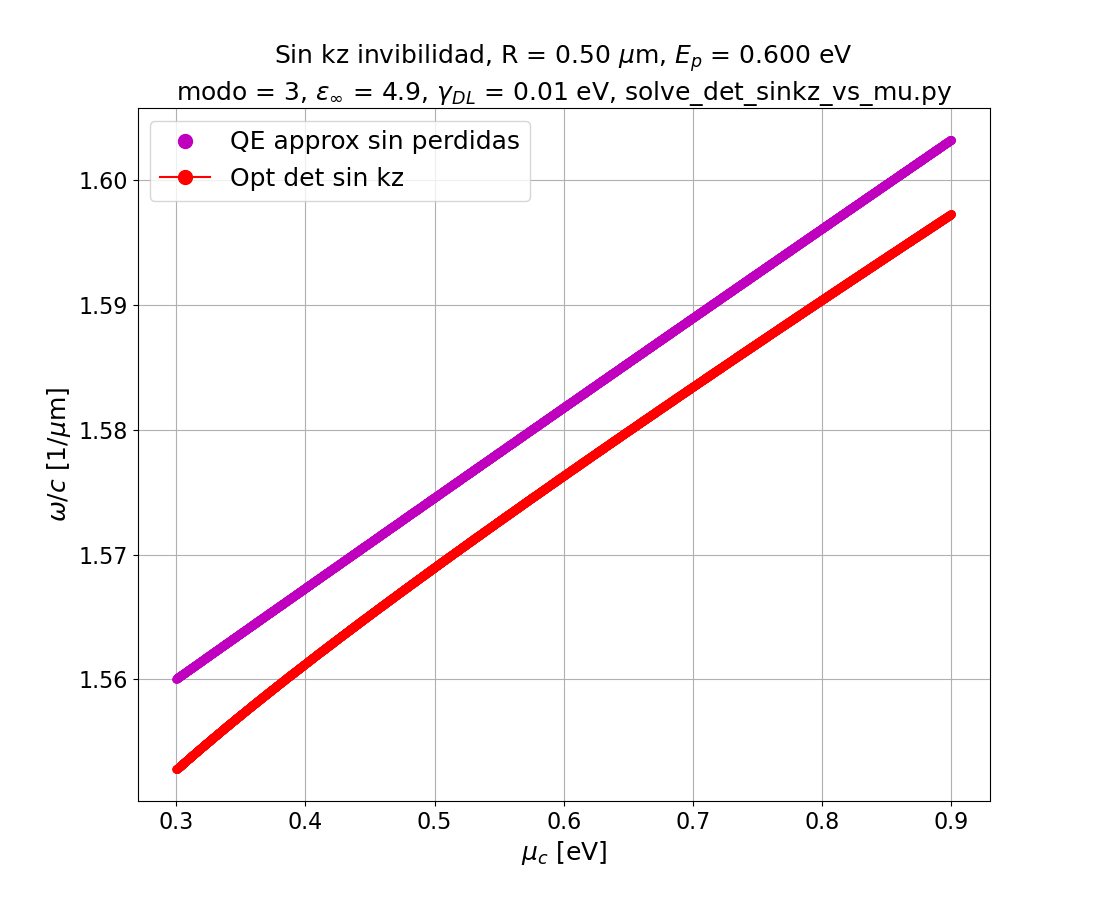 Sin kz invibilidad, R = 0.50 μm, E_p = 0.600 eV
modo = 3, ε_∞ = 4.9, γ_DL = 0.01 eV, solve_det_sinkz_vs_mu.py
QE approx sin perdidas
Opt det sin kz
1.60
1.59
1.58
1.57
1.56
ω/c [1/μm]
0.3 0.4 0.5 0.6 0.7 0.8 0.9
μ_c [eV]